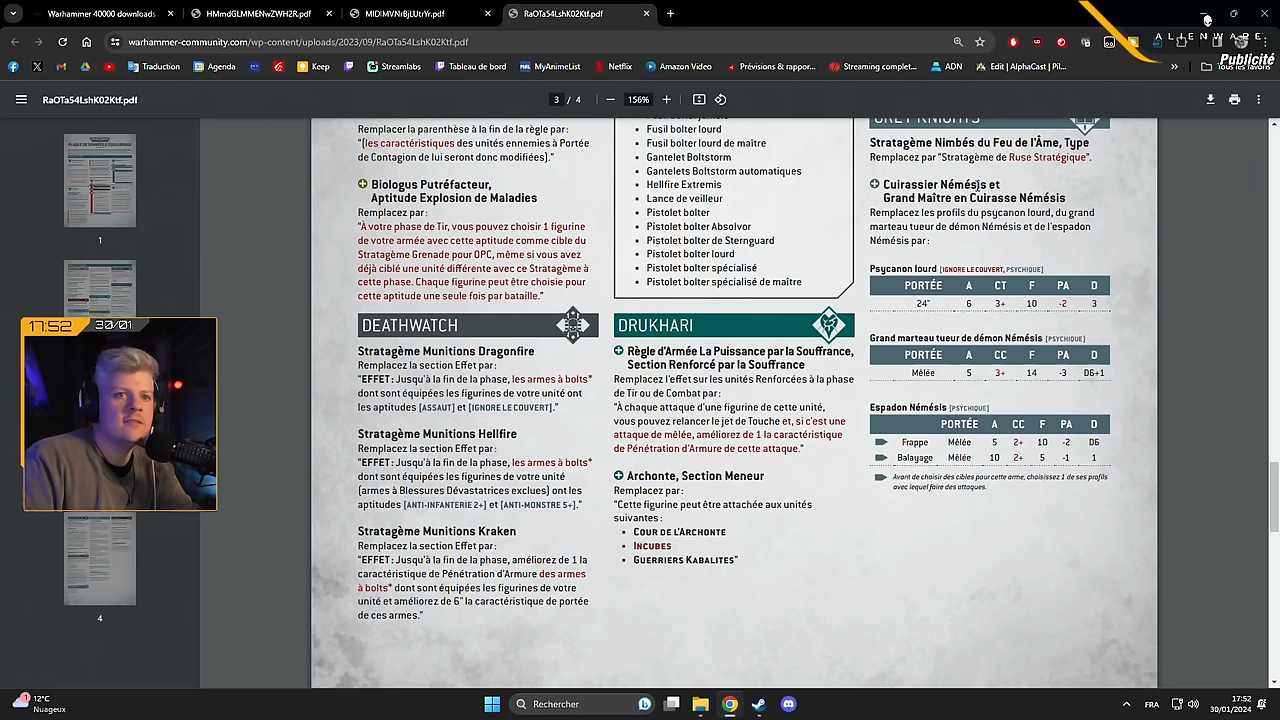 Warhammer 40000 downloads
HMmdGLMMENwZWH2R.pdf
MlDXMVNrBjLUtrYr.pdf
RaOTa54LshK02Ktf.pdf
ALIENWARE
Publicité
warhammer-community.com/wp-content/uploads/2023/09/RaOTa54LshK02Ktf.pdf
Traduction
Agenda
Keep
Streamlabs
Tableau de bord
MyAnimeList
Netflix
Amazon Video
Prévisions & rappor...
Streaming complet...
ADN
Edit | AlphaCast | Pil...
Tous les favoris
RaOTa54LshK02Ktf.pdf
3 / 4
156%
1
17:52 30/01
4
Remplacer la parenthèse à la fin de la règle par :
"(les caractéristiques des unités ennemies à Portée
de Contagion de lui seront donc modifiées)."
Biologus Putréfacteur,
Aptitude Explosion de Maladies
Remplacez par :
"À votre phase de Tir, vous pouvez choisir 1 figurine
de votre armée avec cette aptitude comme cible du
Stratagème Grenade pour 0PC, même si vous avez
déjà ciblé une unité différente avec ce Stratagème à
cette phase. Chaque figurine peut être choisie pour
cette aptitude une seule fois par bataille."
DEATHWATCH
Stratagème Munitions Dragonfire
Remplacez la section Effet par :
"EFFET : Jusqu'à la fin de la phase, les armes à bolts*
dont sont équipées les figurines de votre unité ont
les aptitudes [ASSAUT] et [IGNORE LE COUVERT]."
Stratagème Munitions Hellfire
Remplacez la section Effet par :
"EFFET : Jusqu'à la fin de la phase, les armes à bolts*
dont sont équipées les figurines de votre unité
(armes à Blessures Dévastatrices exclues) ont les
aptitudes [ANTI-INFANTERIE 2+] et [ANTI-MONSTRE 5+]."
Stratagème Munitions Kraken
Remplacez la section Effet par :
"EFFET : Jusqu'à la fin de la phase, améliorez de 1 la
caractéristique de Pénétration d'Armure des armes
à bolts* dont sont équipées les figurines de votre
unité et améliorez de 6" la caractéristique de portée
de ces armes."
Fusil bolter lourd
Fusil bolter lourd de maître
Gantelet Boltstorm
Gantelets Boltstorm automatiques
Hellfire Extremis
Lance de veilleur
Pistolet bolter
Pistolet bolter Absolvor
Pistolet bolter de Sternguard
Pistolet bolter lourd
Pistolet bolter spécialisé
Pistolet bolter spécialisé de maître
DRUKHARI
Règle d'Armée La Puissance par la Souffrance,
Section Renforcé par la Souffrance
Remplacez l'effet sur les unités Renforcées à la phase
de Tir ou de Combat par :
"À chaque attaque d'une figurine de cette unité,
vous pouvez relancer le jet de Touche et, si c'est une
attaque de mêlée, améliorez de 1 la caractéristique
de Pénétration d'Armure de cette attaque."
Archonte, Section Meneur
Remplacez par :
"Cette figurine peut être attachée aux unités
suivantes :
COUR DE L'ARCHONTE
INCUBES
GUERRIERS KABALITES"
GREY KNIGHTS
Stratagème Nimbés du Feu de l'Âme, Type
Remplacez par "Stratagème de Ruse Stratégique".
Cuirassier Némésis et
Grand Maître en Cuirasse Némésis
Remplacez les profils du psycanon lourd, du grand
marteau tueur de démon Némésis et de l'espadon
Némésis par :
Psycanon lourd [IGNORE LE COUVERT, PSYCHIQUE]
PORTÉE A CT F PA D
24" 6 3+ 10 -2 3
Grand marteau tueur de démon Némésis [PSYCHIQUE]
PORTÉE A CC F PA D
Mêlée 5 3+ 14 -3 D6+1
Espadon Némésis [PSYCHIQUE]
PORTÉE A CC F PA D
Frappe Mêlée 5 2+ 10 -2 D6
Balayage Mêlée 10 2+ 5 -1 1
Avant de choisir des cibles pour cette arme, choisissez 1 de ses profils
avec lequel faire des attaques.
1
12°C
Nuageux
Rechercher
FRA
17:52
30/01/2024